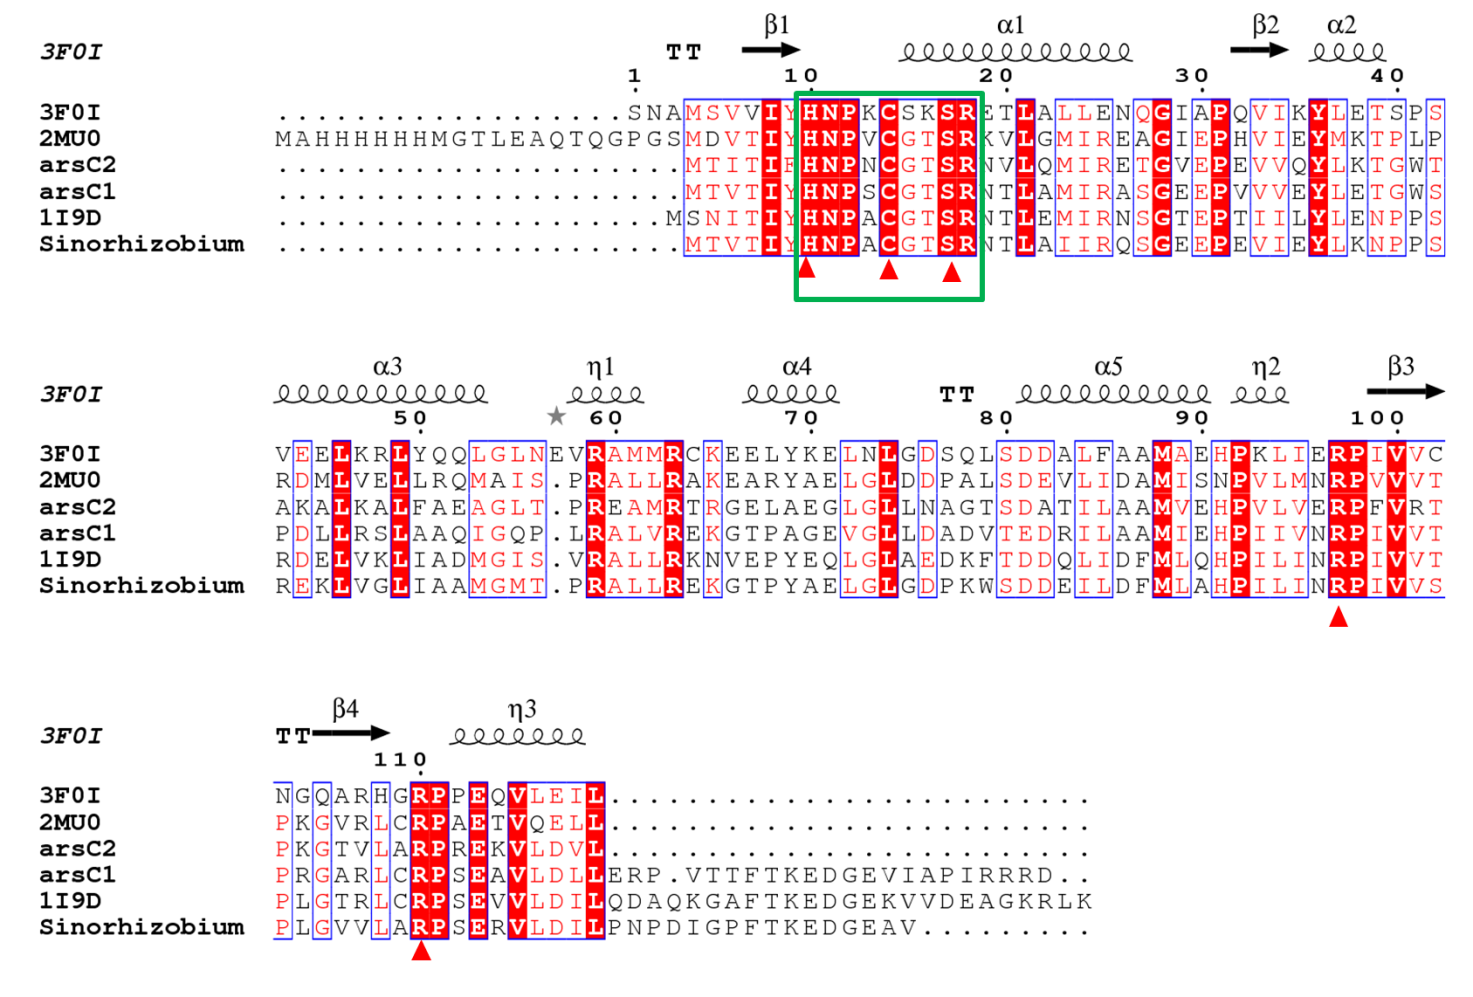 β1 α1 β2 α2
3F0I TT
1 10 20 30 40
3F0I ..................SNAMSVVIYHNPKCSKSRETLALLENQGIAPQVIKYLETSPS
2MU0 MAHHHHHHMGTLEAQTQGPGSMDVTIYHNPVCGTSRKVLGMIREAGIEPHVIEYMKTPLP
arsC2 .....................MTITIFHNPNCGTSRNVLQMIRETGVEPEVVQYLKTGWT
arsC1 .....................MTVTIYHNPSCGTSRNTLAMIRASGEEPVVVEYLETGWS
1I9D ....................MSNITIYHNPACGTSRNTLEMIRNSGTEPTIILYLENPPS
Sinorhizobium .....................MTVTIYHNPACGTSRNTLAIIRQSGEEPEVIEYLKNPPS
α3 η1 α4 α5 η2 β3
3F0I TT
50 60 70 80 90 100
3F0I VEELKRLYQQLGLNEVRAMMRCKEELYKELNLGDSQLSDDALFAAMAEHPKLIERPIVVC
2MU0 RDMLVELLRQMAIS.PRALLRAKEARYAELGLDDPALSDEVLIDAMISNPVLMNRPVVVT
arsC2 AKALKALFAEAGLT.PREAMRTRGELAEGLGLLNAGTSDATILAAMVEHPVLVERPFVRT
arsC1 PDLLRSLAAQIGQP.LRALVREKGTPAGEVGLLDADVTEDRILAAMIEHPIIVNRPIVVT
1I9D RDELVKLIADMGIS.VRALLRKNVEPYEQLGLAEDKFTDDQLIDFMLQHPILINRPIVVT
Sinorhizobium REKLVGLIAAMGMT.PRALLREKGTPYAELGLGDPKWSDDEILDFMLAHPILINRPIVVS
β4 η3
3F0I TT
110
3F0I NGQARHGRPPEQVLEIL.........................
2MU0 PKGVRLCRPAETVQELL.........................
arsC2 PKGTVLARPREKVLDVL.........................
arsC1 PRGARLCRPSEAVLDLLERP.VTTFTKEDGEVIAPIRRRD..
1I9D PLGTRLCRPSEVVLDILQDAQKGAFTKEDGEKVVDEAGKRLK
Sinorhizobium PLGVVLARPSERVLDILPNPDIGPFTKEDGEAV.........